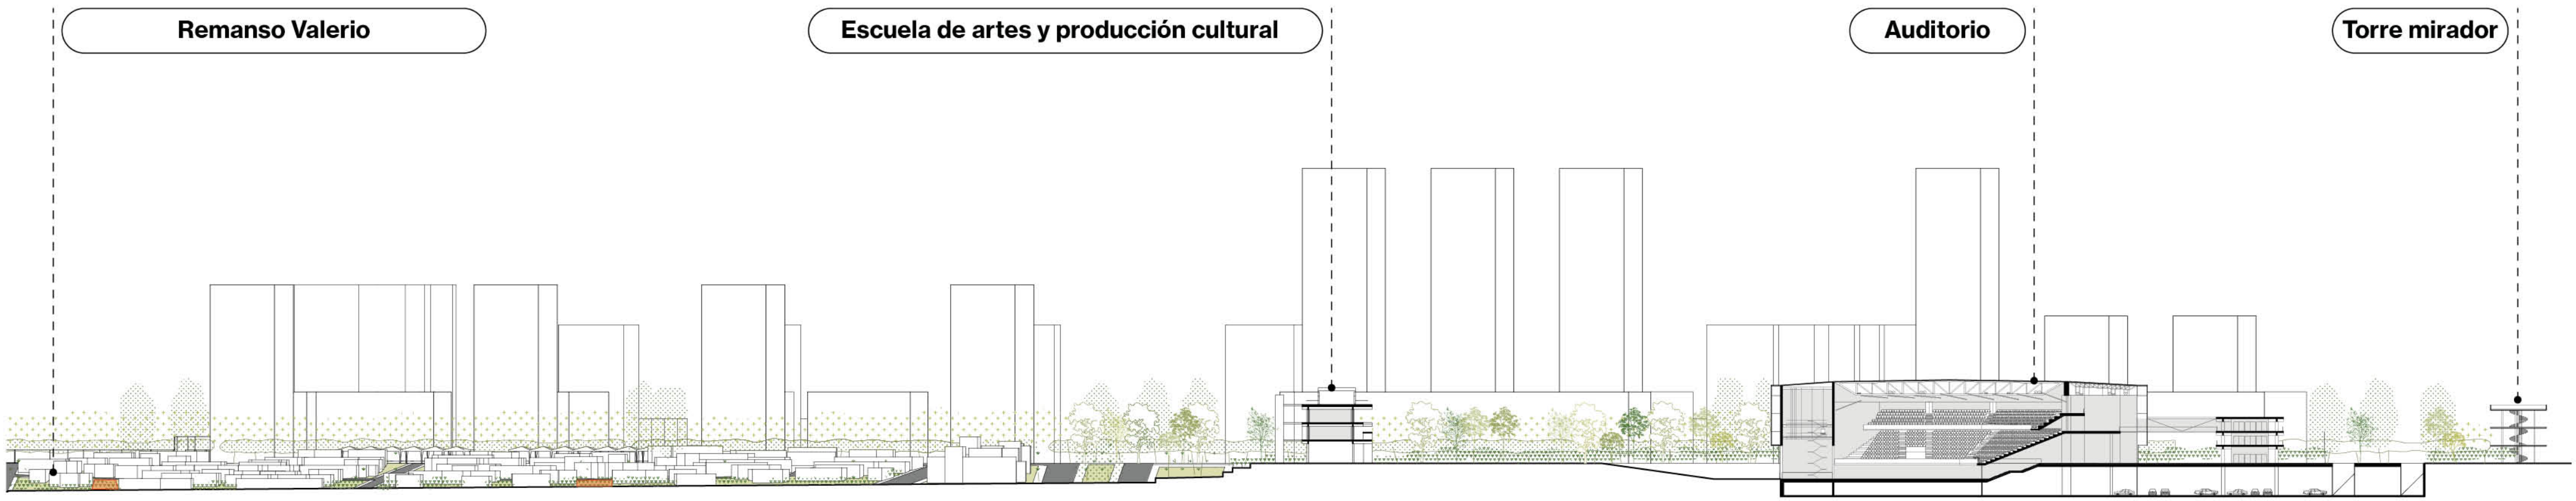 Remanso Valerio
Escuela de artes y producción cultural
Auditorio
Torre mirador